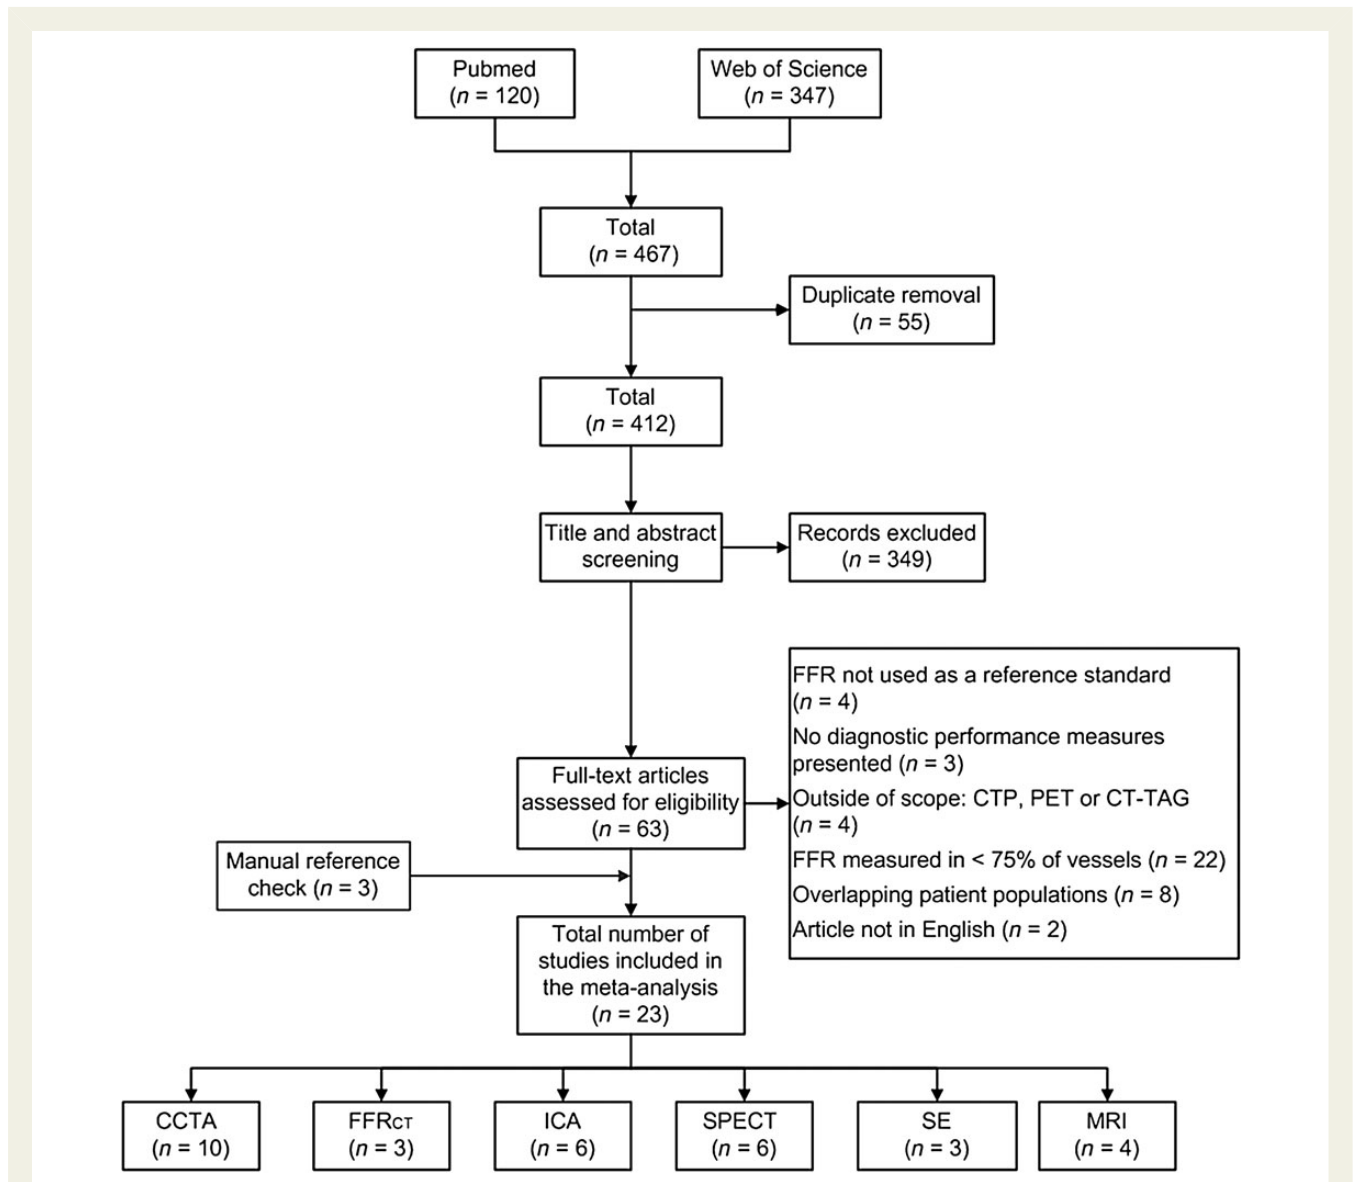 Pubmed
(n = 120)
Web of Science
(n = 347)
Total
(n = 467)
Duplicate removal
(n = 55)
Total
(n = 412)
Title and abstract
screening
Records excluded
(n = 349)
FFR not used as a reference standard
(n = 4)
No diagnostic performance measures
presented (n = 3)
Outside of scope: CTP, PET or CT-TAG
(n = 4)
FFR measured in < 75% of vessels (n = 22)
Overlapping patient populations (n = 8)
Article not in English (n = 2)
Full-text articles
assessed for eligibility
(n = 63)
Manual reference
check (n = 3)
Total number of
studies included in
the meta-analysis
(n = 23)
CCTA
(n = 10)
FFRCT
(n = 3)
ICA
(n = 6)
SPECT
(n = 6)
SE
(n = 3)
MRI
(n = 4)